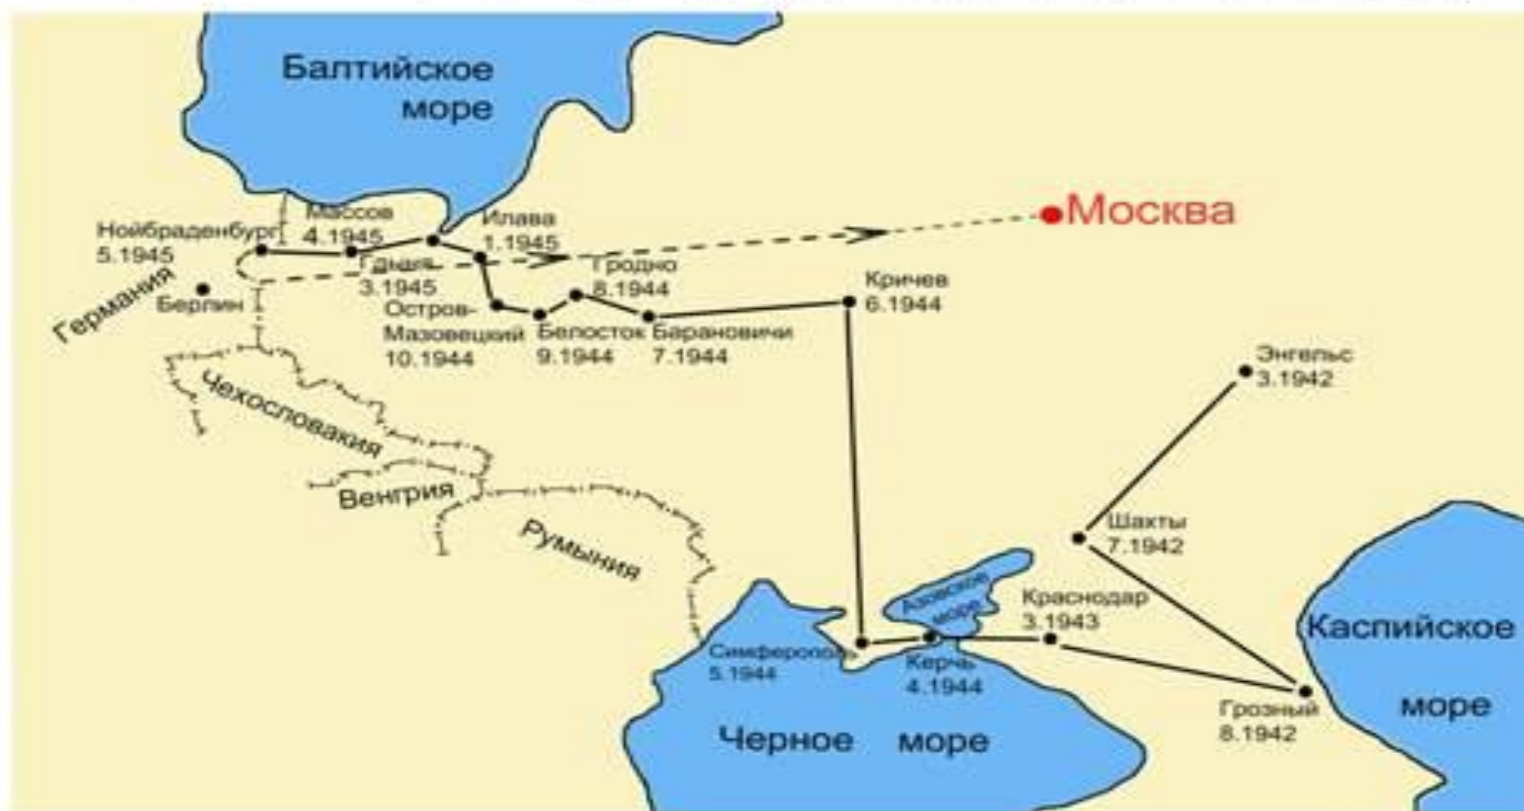 Балтийское
море
Москва
Нойбраденбург
5.1945
Массов
4.1945
Илава
1.1945
Гдыня
3.1945
Гродно
8.1944
Кричев
6.1944
Германия
Берлин
Остров-
Мазовецкий
10.1944
Белосток
9.1944
Барановичи
7.1944
Энгельс
3.1942
Чехословакия
Венгрия
Румыния
Шахты
7.1942
Азовское
море
Краснодар
3.1943
Каспийское
море
Симферополь
5.1944
Керчь
4.1944
Грозный
8.1942
Черное море